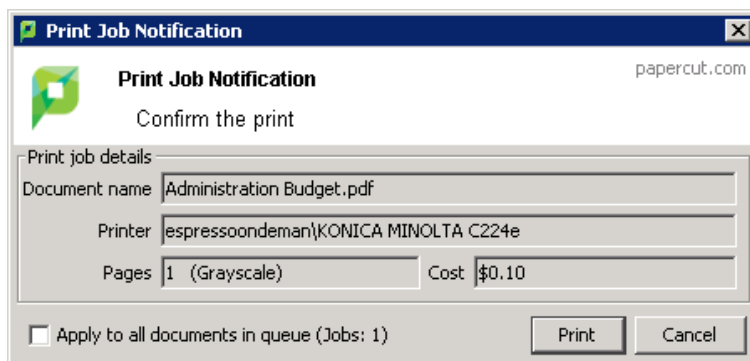 Print Job Notification
Print Job Notification
papercut.com
Confirm the print
Print job details
Document name Administration Budget.pdf
Printer espressoondeman\KONICA MINOLTA C224e
Pages 1 (Grayscale) Cost $0.10
Apply to all documents in queue (Jobs: 1) Print Cancel